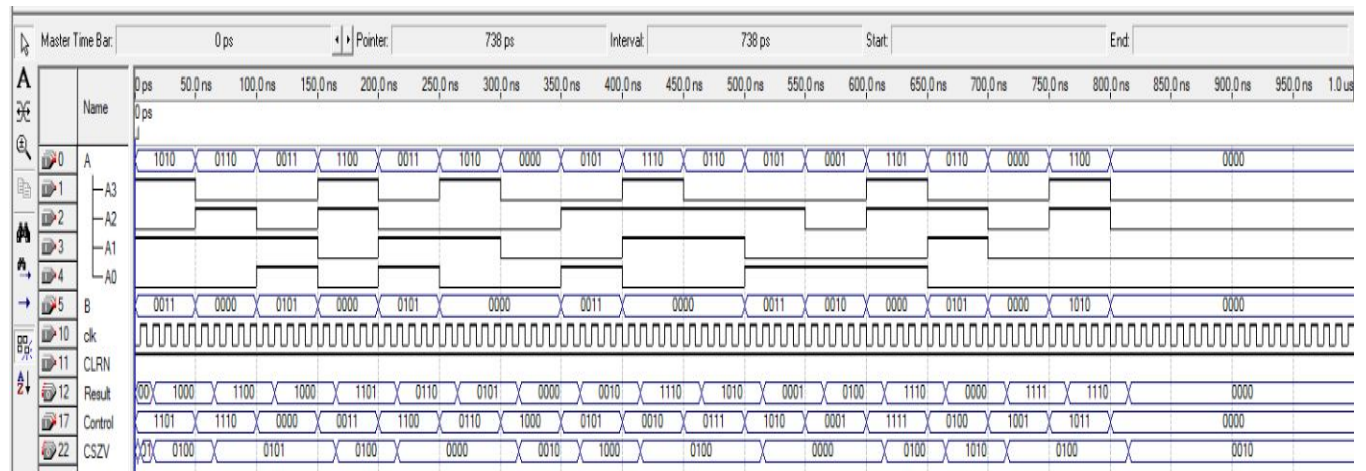 Master Time Bar: 0 ps Pointer: 738 ps Interval: 738 ps Start: End:
A
Name
0 ps 50.0 ns 100.0 ns 150.0 ns 200.0 ns 250.0 ns 300.0 ns 350.0 ns 400.0 ns 450.0 ns 500.0 ns 550.0 ns 600.0 ns 650.0 ns 700.0 ns 750.0 ns 800.0 ns 850.0 ns 900.0 ns 950.0 ns 1.0 us
0 ps
0 A 1010 0110 0011 1100 0011 1010 0000 0101 1110 0110 0101 0001 1101 0110 0000 1100 0000
1 A3
2 A2
3 A1
4 A0
5 B 0011 0000 0101 0000 0101 0000 0011 0000 0011 0010 0000 0101 0000 1010 0000
10 clk
11 CLRN
12 Result 00 1000 1100 1000 1101 0110 0101 0000 0010 1110 1010 0001 0100 1110 0000 1111 1110 0000
17 Control 1101 1110 0000 0011 1100 0110 1000 0101 0010 0111 1010 0001 1111 0100 1001 1011 0000
22 CSZV 01 0100 0101 0100 0000 0010 1000 0100 0000 0100 1010 0100 0010